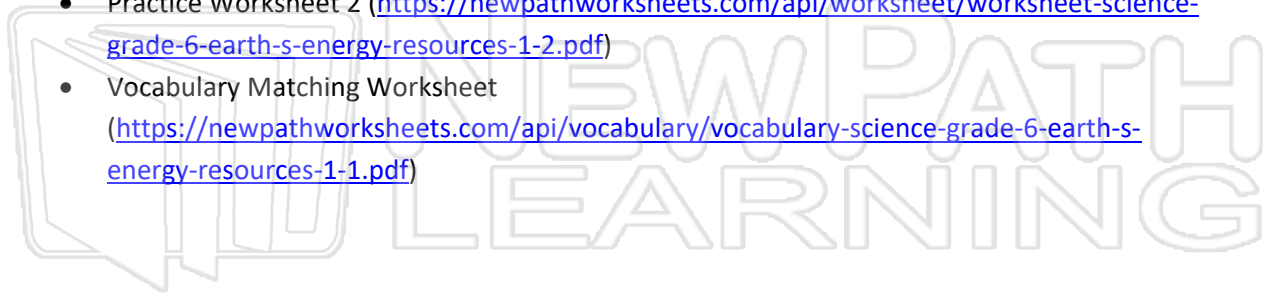 • Practice Worksheet 2 (https://newpathworksheets.com/api/worksheet/worksheet-science-
grade-6-earth-s-energy-resources-1-2.pdf)
• Vocabulary Matching Worksheet
(https://newpathworksheets.com/api/vocabulary/vocabulary-science-grade-6-earth-s-
energy-resources-1-1.pdf)
NEW PATH
LEARNING